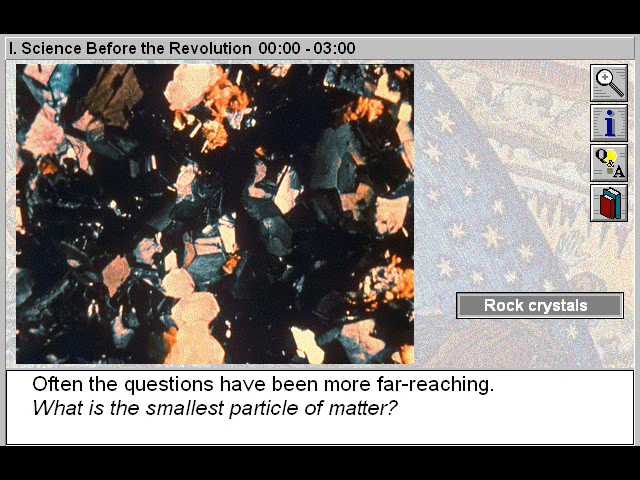 I. Science Before the Revolution 00:00 - 03:00
i
Q&A
Rock crystals
Often the questions have been more far-reaching.
What is the smallest particle of matter?